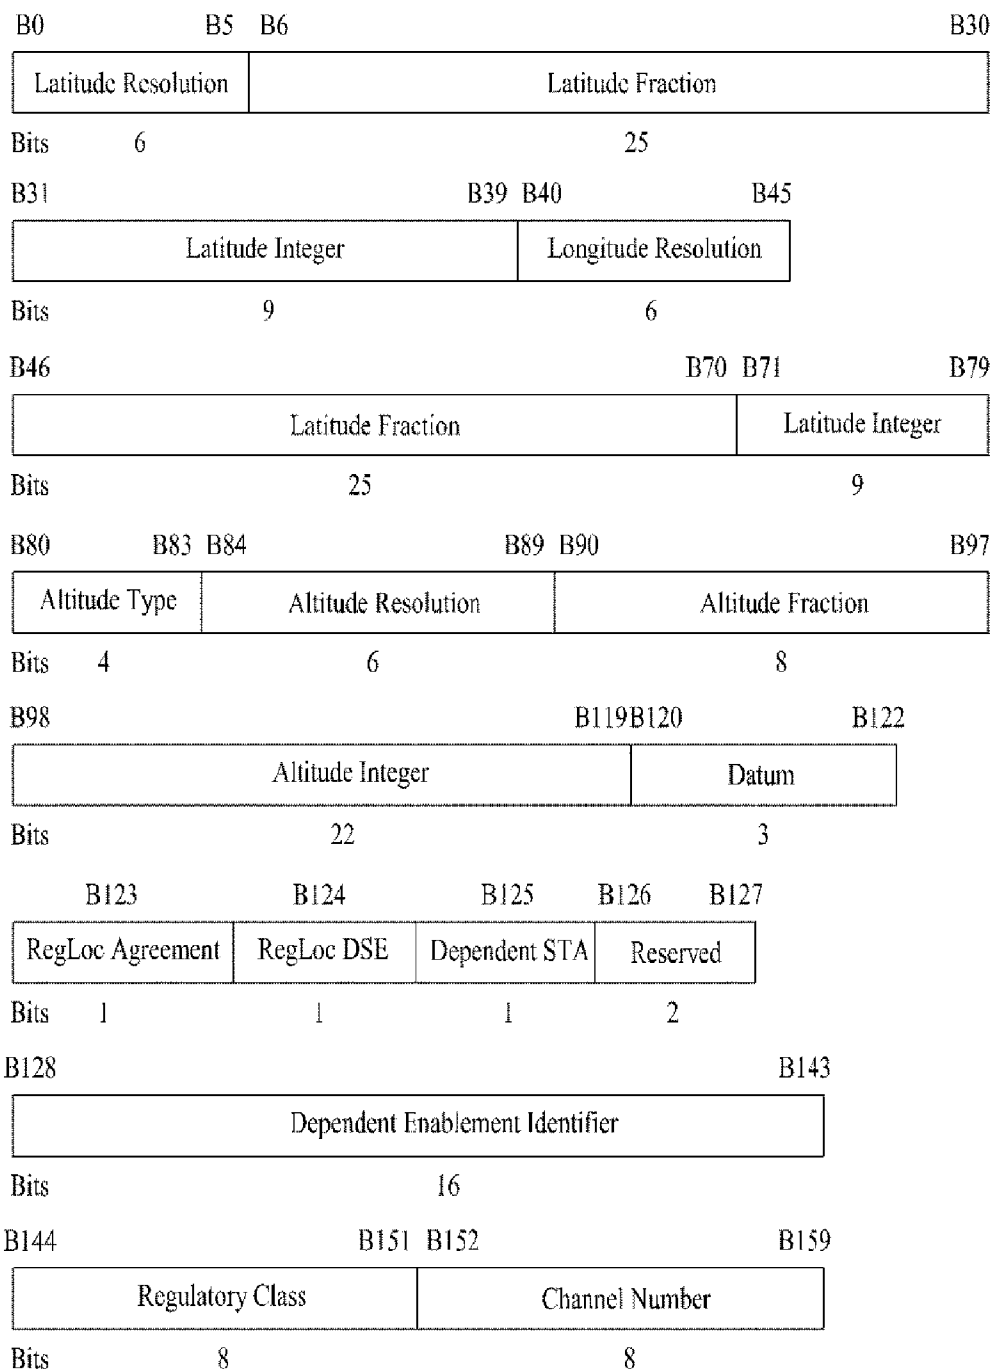 B0 B5 B6 B30
Latitude Resolution Latitude Fraction
Bits 6 25
B31 B39 B40 B45
Latitude Integer Longitude Resolution
Bits 9 6
B46 B70 B71 B79
Latitude Fraction Latitude Integer
Bits 25 9
B80 B83 B84 B89 B90 B97
Altitude Type Altitude Resolution Altitude Fraction
Bits 4 6 8
B98 B119 B120 B122
Altitude Integer Datum
Bits 22 3
B123 B124 B125 B126 B127
RegLoc Agreement RegLoc DSE Dependent STA Reserved
Bits 1 1 1 2
B128 B143
Dependent Enablement Identifier
Bits 16
B144 B151 B152 B159
Regulatory Class Channel Number
Bits 8 8